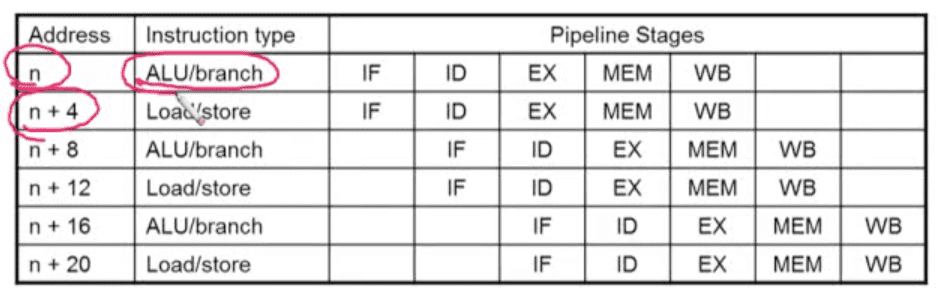 Address Instruction type Pipeline Stages
n ALU/branch IF ID EX MEM WB
n + 4 Load/store IF ID EX MEM WB
n + 8 ALU/branch IF ID EX MEM WB
n + 12 Load/store IF ID EX MEM WB
n + 16 ALU/branch IF ID EX MEM WB
n + 20 Load/store IF ID EX MEM WB